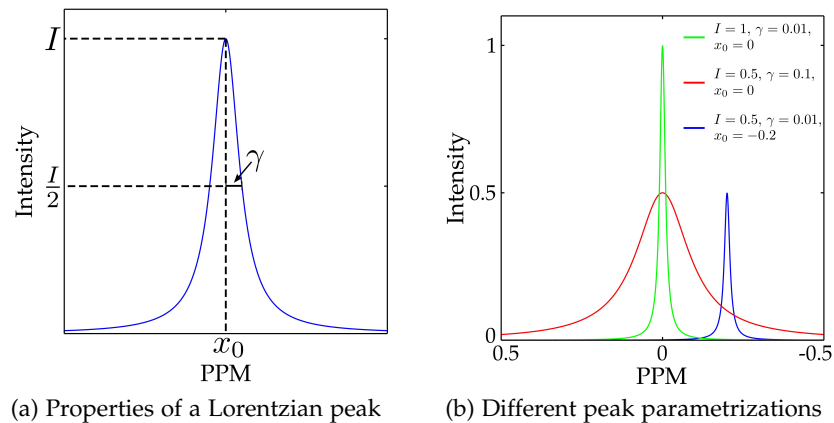 I
I/2
γ
Intensity
x₀
PPM
(a) Properties of a Lorentzian peak
I = 1, γ = 0.01,
x₀ = 0
I = 0.5, γ = 0.1,
x₀ = 0
I = 0.5, γ = 0.01,
x₀ = −0.2
1
0.5
0
Intensity
0.5 0 -0.5
PPM
(b) Different peak parametrizations